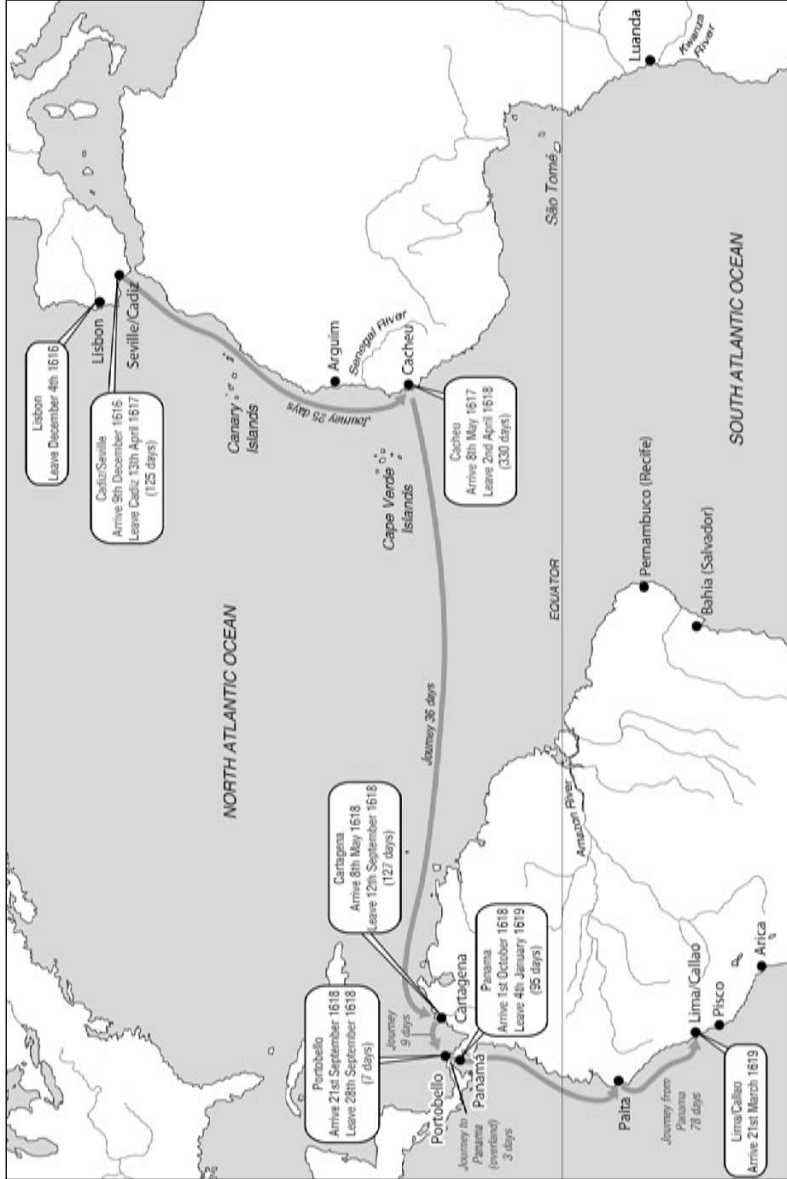 Lisbon
Leave December 4th 1616
Cadiz/Seville
Arrive 9th December 1616
Leave Cadiz 13th April 1617
(125 days)
Lisbon
Seville/Cadiz
Canary
Islands
Journey 25 days
Arguim
Senegal River
Cacheu
Cacheu
Arrive 8th May 1617
Leave 2nd April 1618
(330 days)
Cape Verde
Islands
NORTH ATLANTIC OCEAN
Journey 36 days
Cartagena
Arrive 8th May 1618
Leave 12th September 1618
(127 days)
Portobello
Arrive 21st September 1618
Leave 28th September 1618
(7 days)
Journey
9 days
Cartagena
Panama
Arrive 1st October 1618
Leave 4th January 1619
(95 days)
Portobello
Panamá
Journey to
Panama
(overland)
3 days
EQUATOR
São Tomé
Luanda
Kwanza
River
Amazon River
Pernambuco (Recife)
Bahia (Salvador)
SOUTH ATLANTIC OCEAN
Paita
Journey from
Panama
78 days
Lima/Callao
Pisco
Arica
Lima/Callao
Arrive 21st March 1619